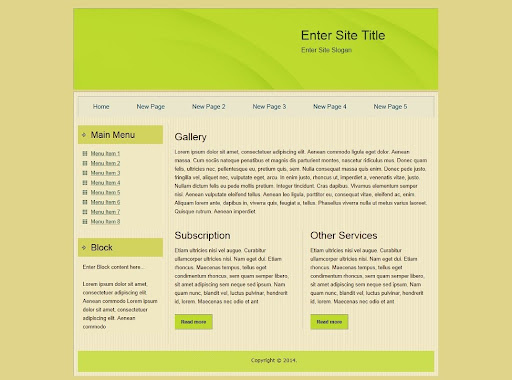 Enter Site Title
Enter Site Slogan
Home New Page New Page 2 New Page 3 New Page 4 New Page 5
Main Menu
Menu Item 1
Menu Item 2
Menu Item 3
Menu Item 4
Menu Item 5
Menu Item 6
Menu Item 7
Menu Item 8
Block
Enter Block content here...
Lorem ipsum dolor sit amet,
consectetuer adipiscing elit.
Aenean commodo Lorem ipsum
dolor sit amet, consectetuer
adipiscing elit. Aenean
commodo
Gallery
Lorem ipsum dolor sit amet, consectetuer adipiscing elit. Aenean commodo ligula eget dolor. Aenean
massa. Cum sociis natoque penatibus et magnis dis parturient montes, nascetur ridiculus mus. Donec quam
felis, ultricies nec, pellentesque eu, pretium quis, sem. Nulla consequat massa quis enim. Donec pede justo,
fringilla vel, aliquet nec, vulputate eget, arcu. In enim justo, rhoncus ut, imperdiet a, venenatis vitae, justo.
Nullam dictum felis eu pede mollis pretium. Integer tincidunt. Cras dapibus. Vivamus elementum semper
nisi. Aenean vulputate eleifend tellus. Aenean leo ligula, porttitor eu, consequat vitae, eleifend ac, enim.
Aliquam lorem ante, dapibus in, viverra quis, feugiat a, tellus. Phasellus viverra nulla ut metus varius laoreet.
Quisque rutrum. Aenean imperdiet
Subscription
Etiam ultricies nisi vel augue. Curabitur
ullamcorper ultricies nisi. Nam eget dui. Etiam
rhoncus. Maecenas tempus, tellus eget
condimentum rhoncus, sem quam semper libero,
sit amet adipiscing sem neque sed ipsum. Nam
quam nunc, blandit vel, luctus pulvinar, hendrerit
id, lorem. Maecenas nec odio et ant
Read more
Other Services
Etiam ultricies nisi vel augue. Curabitur
ullamcorper ultricies nisi. Nam eget dui. Etiam
rhoncus. Maecenas tempus, tellus eget
condimentum rhoncus, sem quam semper libero,
sit amet adipiscing sem neque sed ipsum. Nam
quam nunc, blandit vel, luctus pulvinar, hendrerit
id, lorem. Maecenas nec odio et ant
Read more
Copyright © 2014.